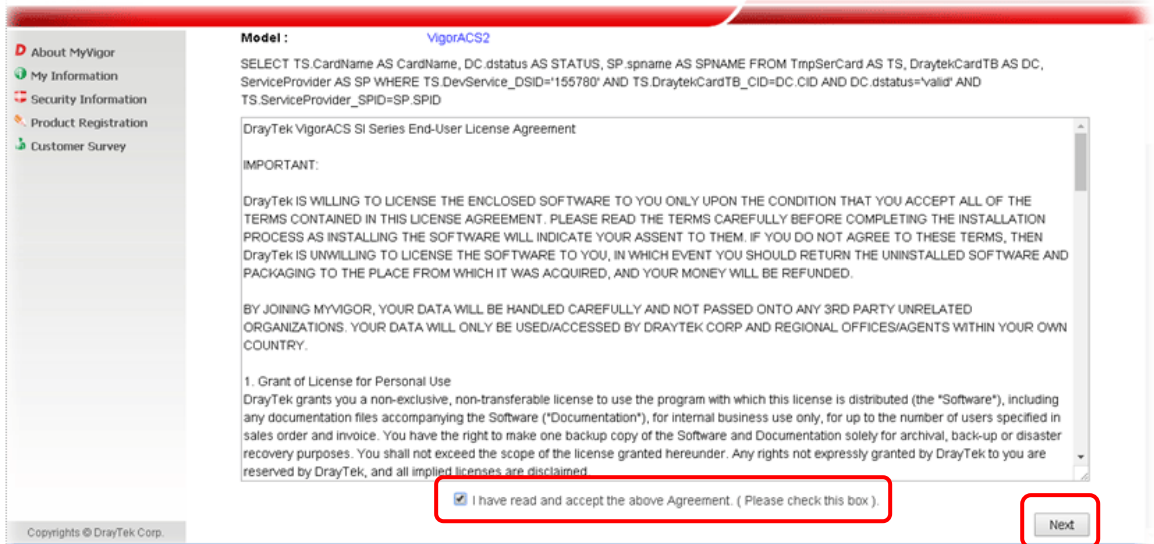 Model : VigorACS2
About MyVigor
My Information
Security Information
Product Registration
Customer Survey
SELECT TS.CardName AS CardName, DC.dstatus AS STATUS, SP.spname AS SPNAME FROM TmpSerCard AS TS, DraytekCardTB AS DC,
ServiceProvider AS SP WHERE TS.DevService_DSID='155780' AND TS.DraytekCardTB_CID=DC.CID AND DC.dstatus='valid' AND
TS.ServiceProvider_SPID=SP.SPID
DrayTek VigorACS SI Series End-User License Agreement
IMPORTANT:
DrayTek IS WILLING TO LICENSE THE ENCLOSED SOFTWARE TO YOU ONLY UPON THE CONDITION THAT YOU ACCEPT ALL OF THE
TERMS CONTAINED IN THIS LICENSE AGREEMENT. PLEASE READ THE TERMS CAREFULLY BEFORE COMPLETING THE INSTALLATION
PROCESS AS INSTALLING THE SOFTWARE WILL INDICATE YOUR ASSENT TO THEM. IF YOU DO NOT AGREE TO THESE TERMS, THEN
DrayTek IS UNWILLING TO LICENSE THE SOFTWARE TO YOU, IN WHICH EVENT YOU SHOULD RETURN THE UNINSTALLED SOFTWARE AND
PACKAGING TO THE PLACE FROM WHICH IT WAS ACQUIRED, AND YOUR MONEY WILL BE REFUNDED.
BY JOINING MYVIGOR, YOUR DATA WILL BE HANDLED CAREFULLY AND NOT PASSED ONTO ANY 3RD PARTY UNRELATED
ORGANIZATIONS. YOUR DATA WILL ONLY BE USED/ACCESSED BY DRAYTEK CORP AND REGIONAL OFFICES/AGENTS WITHIN YOUR OWN
COUNTRY.
1. Grant of License for Personal Use
DrayTek grants you a non-exclusive, non-transferable license to use the program with which this license is distributed (the "Software"), including
any documentation files accompanying the Software ("Documentation"), for internal business use only, for up to the number of users specified in
sales order and invoice. You have the right to make one backup copy of the Software and Documentation solely for archival, back-up or disaster
recovery purposes. You shall not exceed the scope of the license granted hereunder. Any rights not expressly granted by DrayTek to you are
reserved by DrayTek, and all implied licenses are disclaimed.
I have read and accept the above Agreement. ( Please check this box ).
Next
Copyrights © DrayTek Corp.